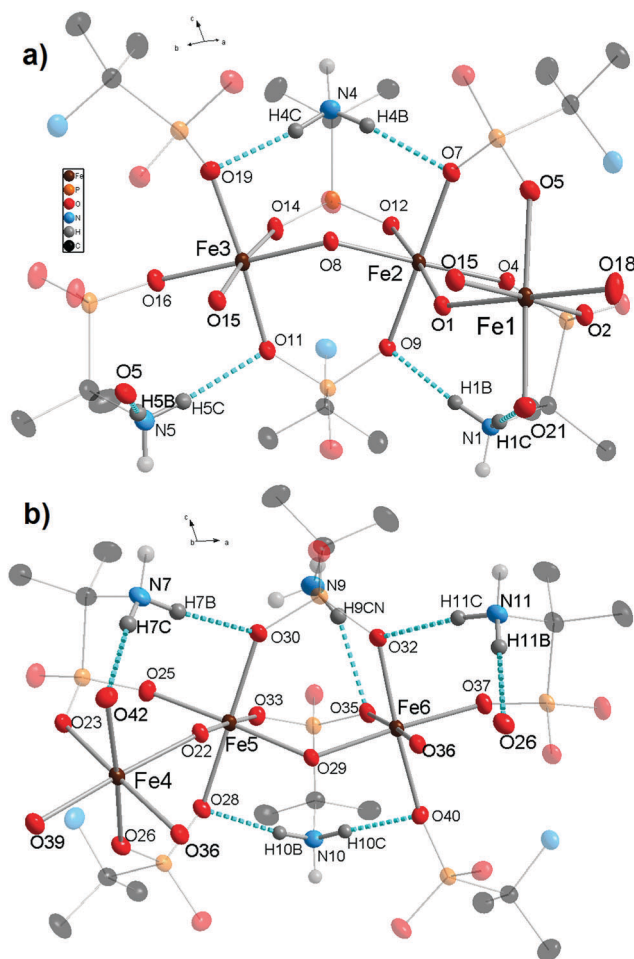 a)
c
b
a
N4
H4C
H4B
O19
O7
O5
Fe
P
O
N
H
C
O14
O12
Fe3
O8
Fe2
O15
O4
O18
O16
O15
O1
Fe1
O2
O11
O9
O5
H5B
H5C
N5
H1B
N1
H1C
O21
b)
c
b
a
N7
H7B
H7C
N9
H9CN
H11C
N11
H11B
O30
O32
O25
O42
O33
O35
Fe6
O37
O23
O22
Fe5
O36
O26
Fe4
O29
O28
O39
O26
O36
O40
H10B
N10
H10C